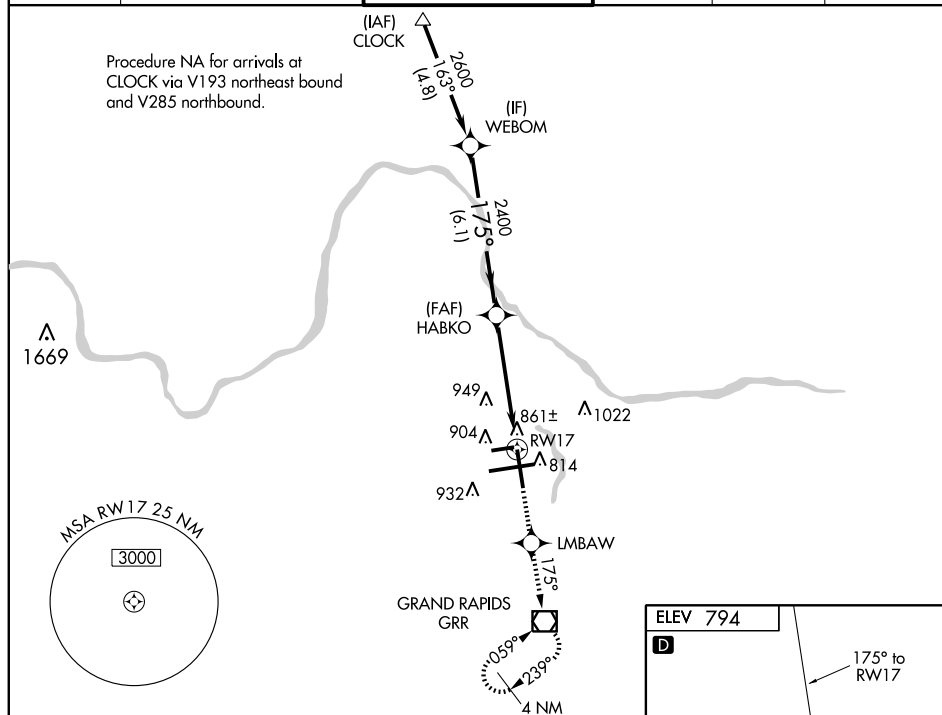 (IAF)
CLOCK
Procedure NA for arrivals at
CLOCK via V193 northeast bound
and V285 northbound.
2600
163°
(4.8)
(IF)
WEBOM
2400
175°
(6.1)
(FAF)
HABKO
1669
949
861±
1022
904
RW17
814
932
MSA RW17 25 NM
3000
LMBAW
175°
GRAND RAPIDS
GRR
059°
239°
4 NM
ELEV 794
D
175° to
RW17